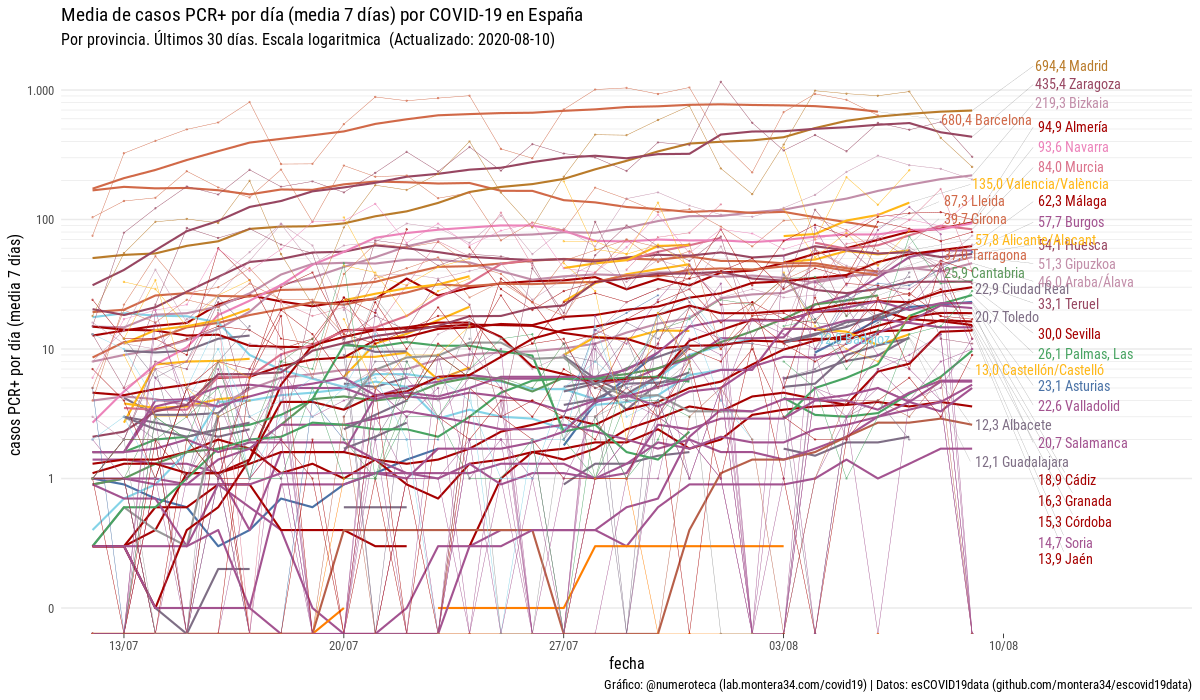 Media de casos PCR+ por día (media 7 días) por COVID-19 en España
Por provincia. Últimos 30 días. Escala logaritmica (Actualizado: 2020-08-10)
casos PCR+ por día (media 7 días)
1.000
100
10
1
0
694,4 Madrid
435,4 Zaragoza
219,3 Bizkaia
680,4 Barcelona
94,9 Almería
93,6 Navarra
84,0 Murcia
135,0 Valencia/València
87,3 Lleida
62,3 Málaga
39,7 Girona
57,7 Burgos
57,8 Alicante/Alacant
54,1 Huesca
Tarragona
51,3 Gipuzkoa
25,9 Cantabria
Araba/Álava
22,9 Ciudad Real
33,1 Teruel
20,7 Toledo
30,0 Sevilla
26,1 Palmas, Las
13,0 Castellón/Castelló
23,1 Asturias
22,6 Valladolid
12,3 Albacete
20,7 Salamanca
12,1 Guadalajara
18,9 Cádiz
16,3 Granada
15,3 Córdoba
14,7 Soria
13,9 Jaén
13/07
20/07
27/07
03/08
10/08
fecha
Gráfico: @numeroteca (lab.montera34.com/covid19) | Datos: esCOVID19data (github.com/montera34/escovid19data)